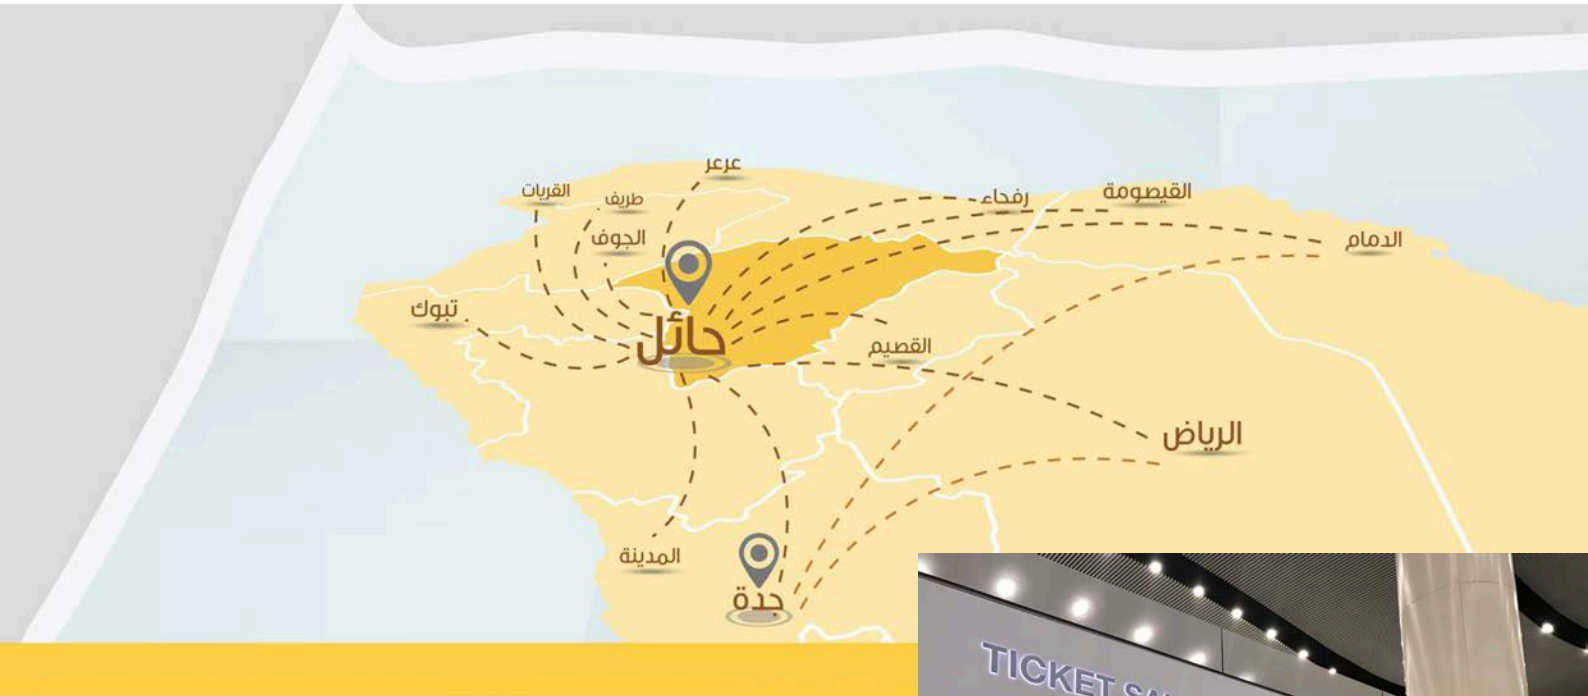 عرعر
القريات
طريف
رفحاء
القيصومة
الجوف
الدمام
تبوك
حائل
القصيم
الرياض
المدينة
جدة
TICKET